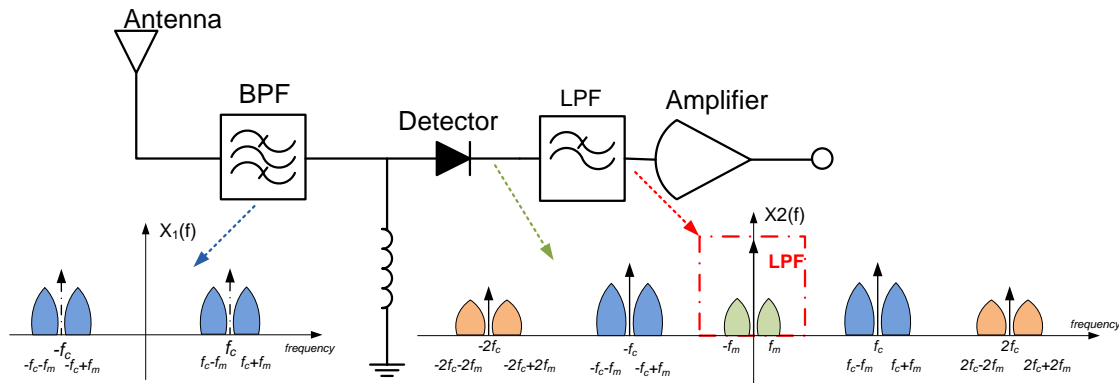 Antenna
BPF
LPF
Amplifier
Detector
X1(f)
X2(f)
LPF
-fc
fc
frequency
-fc-fm -fc+fm
fc-fm fc+fm
-2fc
-fc
-fm fm
fc
2fc
frequency
-2fc-2fm -2fc+2fm
-fc-fm -fc+fm
fc-fm fc+fm
2fc-2fm 2fc+2fm